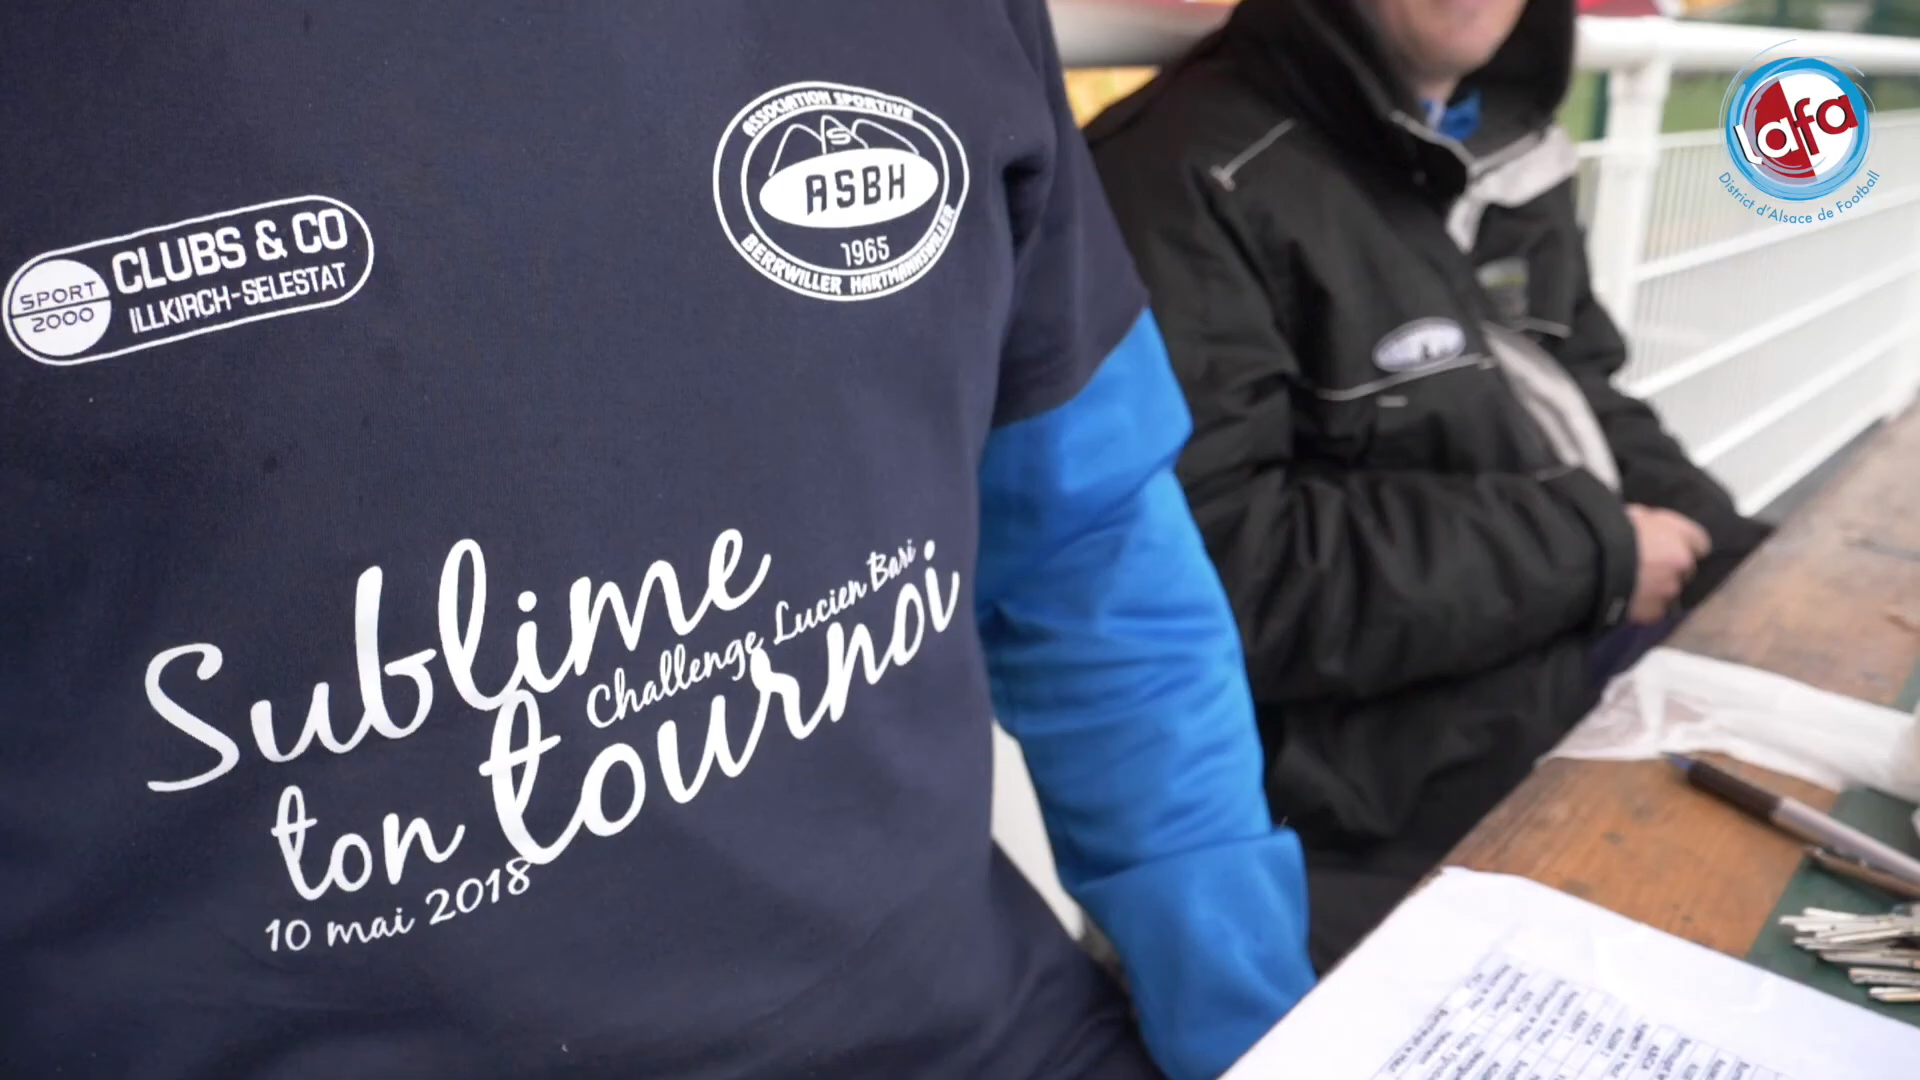 SPORT
2000
CLUBS & CO
ILLKIRCH-SELESTAT
ASSOCIATION SPORTIVE
S
ASBH
1965
BERRWILLER HARTMANNSWILLER
Sublime
Challenge Lucien Bari
ton tournoi
10 mai 2018
lafa
District d'Alsace de Football